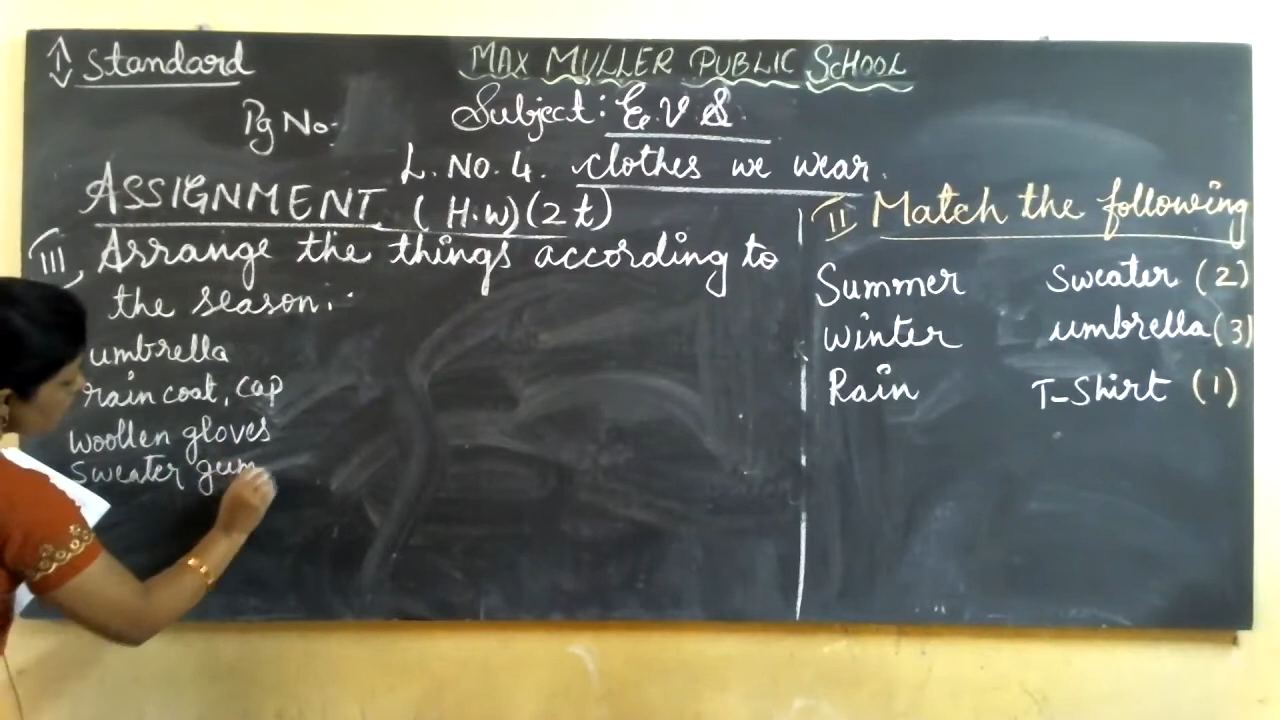 I Standard
MAX MULLER PUBLIC SCHOOL
Pg No:-
Subject: E.V.S.
L. No. 4. clothes we wear.
ASSIGNMENT (H.W)(2t)
III Arrange the things according to
the season:-
umbrella
rain coat, cap
woollen gloves
Sweater gum
II Match the following
Summer Sweater (2)
Winter umbrella (3)
Rain T-Shirt (1)